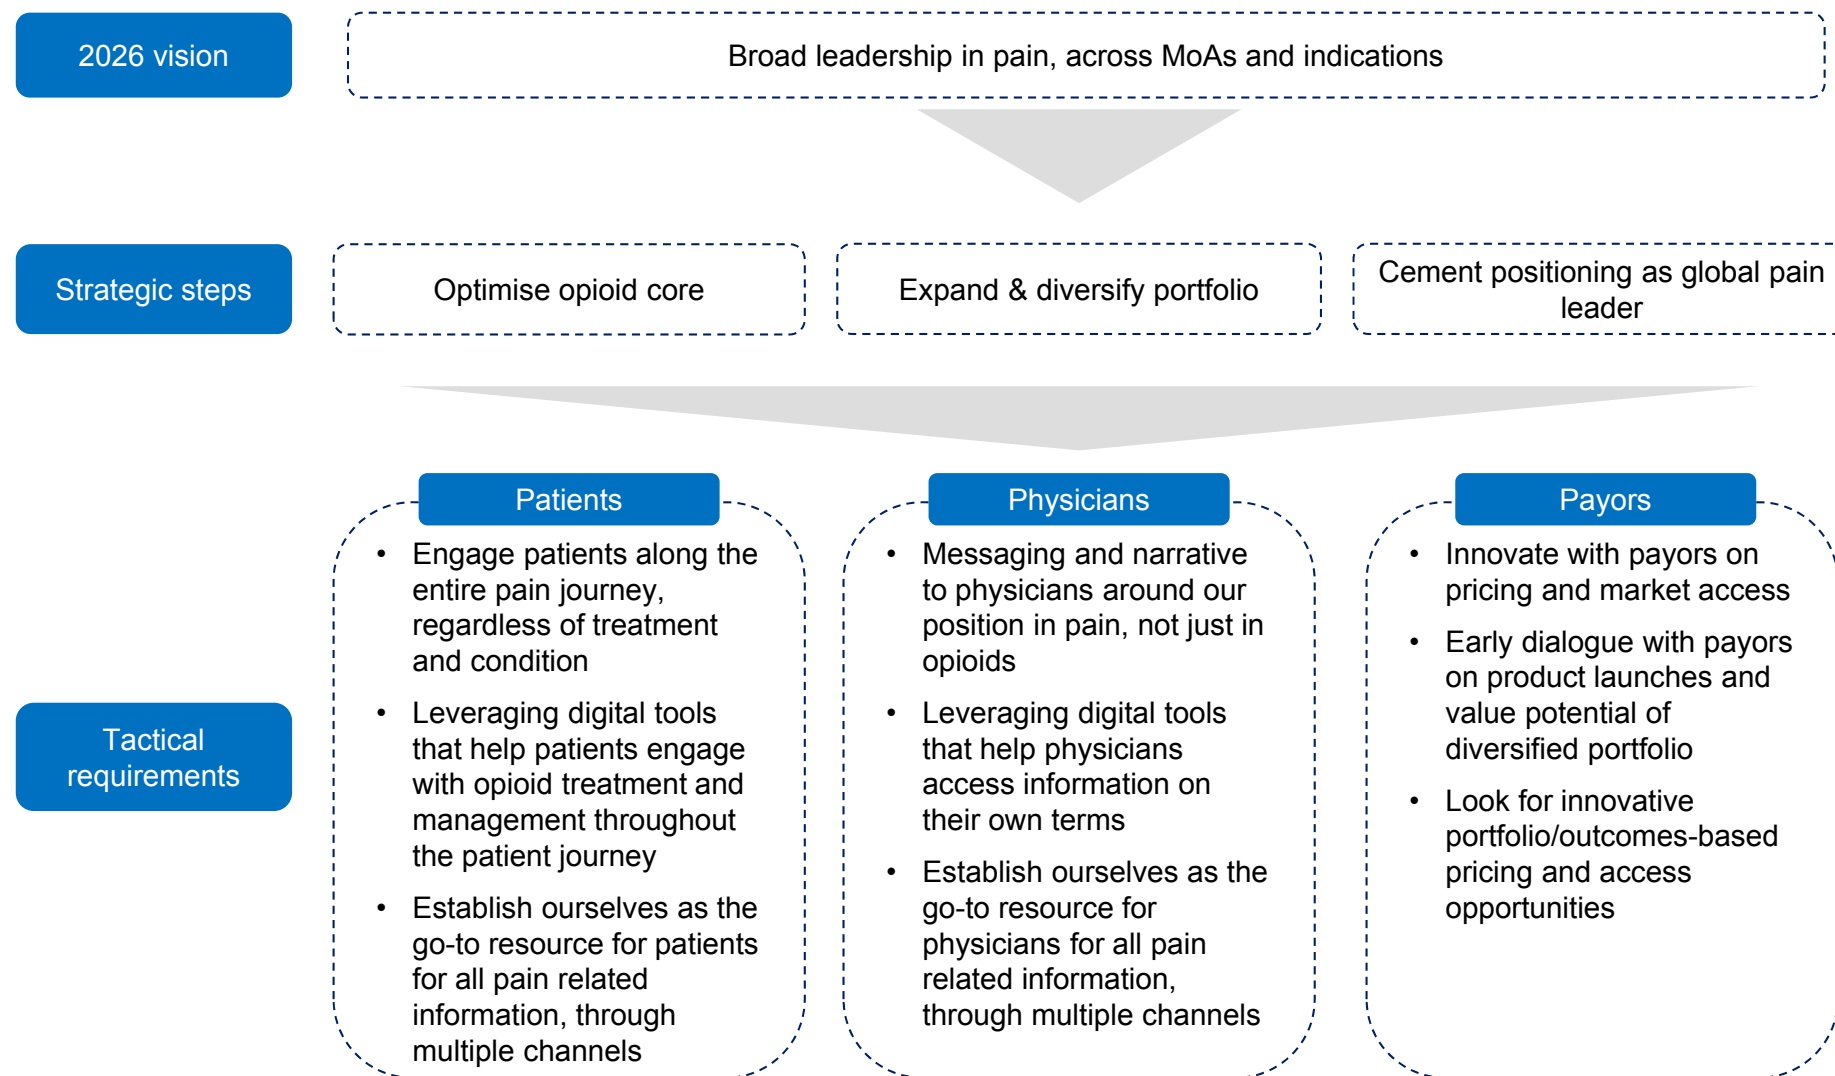 2026 vision
Broad leadership in pain, across MoAs and indications
Strategic steps
Optimise opioid core
Expand & diversify portfolio
Cement positioning as global pain
leader
Tactical
requirements
Patients
• Engage patients along the
entire pain journey,
regardless of treatment
and condition
• Leveraging digital tools
that help patients engage
with opioid treatment and
management throughout
the patient journey
• Establish ourselves as the
go-to resource for patients
for all pain related
information, through
multiple channels
Physicians
• Messaging and narrative
to physicians around our
position in pain, not just in
opioids
• Leveraging digital tools
that help physicians
access information on
their own terms
• Establish ourselves as the
go-to resource for
physicians for all pain
related information,
through multiple channels
Payors
• Innovate with payors on
pricing and market access
• Early dialogue with payors
on product launches and
value potential of
diversified portfolio
• Look for innovative
portfolio/outcomes-based
pricing and access
opportunities